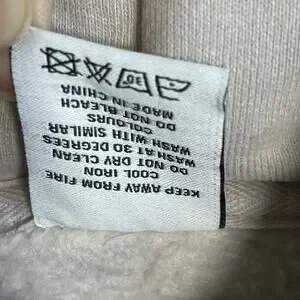 KEEP AWAY FROM FIRE
COOL IRON
DO NOT DRY CLEAN
WASH AT 30 DEGREES
WASH WITH SIMILAR
COLOURS
DO NOT BLEACH
MADE IN CHINA
30